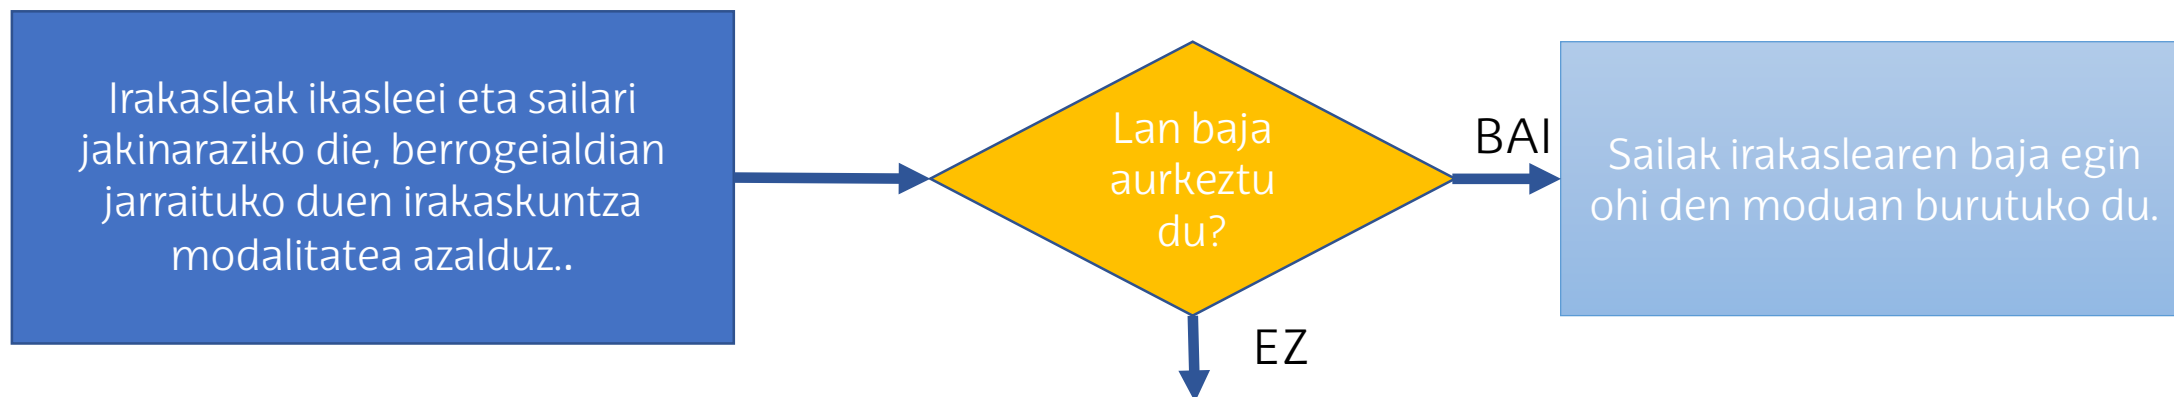 Irakasleak ikasleei eta sailari
jakinaraziko die, berrogeialdian
jarraituko duen irakaskuntza
modalitatea azalduz..
Lan baja
aurkeztu
du?
BAI
Sailak irakaslearen baja egin
ohi den moduan burutuko du.
EZ